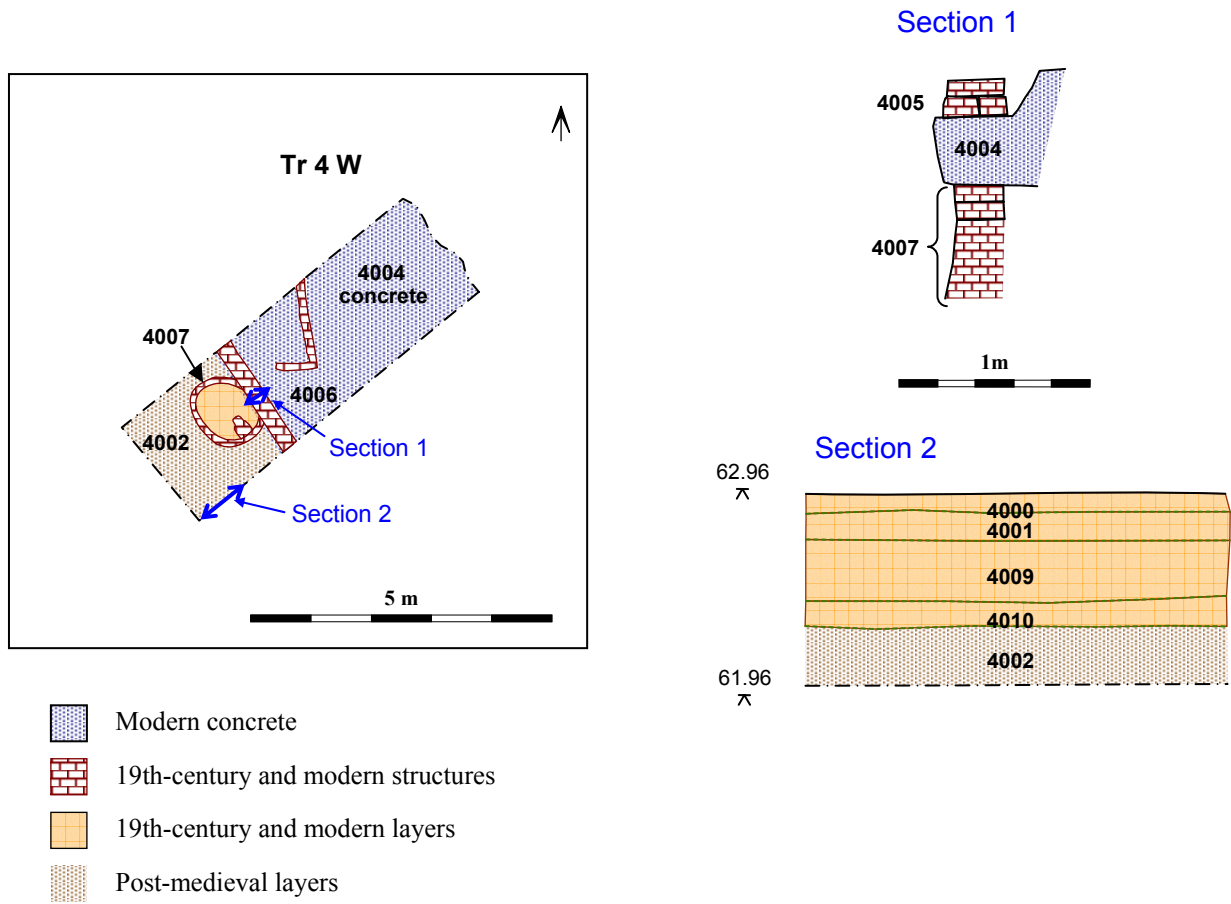 Section 1
Tr 4 W
4005
4004
4007
4004
concrete
4007
4006
4002
Section 1
Section 2
5 m
1m
Section 2
62.96
4000
4001
4009
4010
4002
61.96
Modern concrete
19th-century and modern structures
19th-century and modern layers
Post-medieval layers